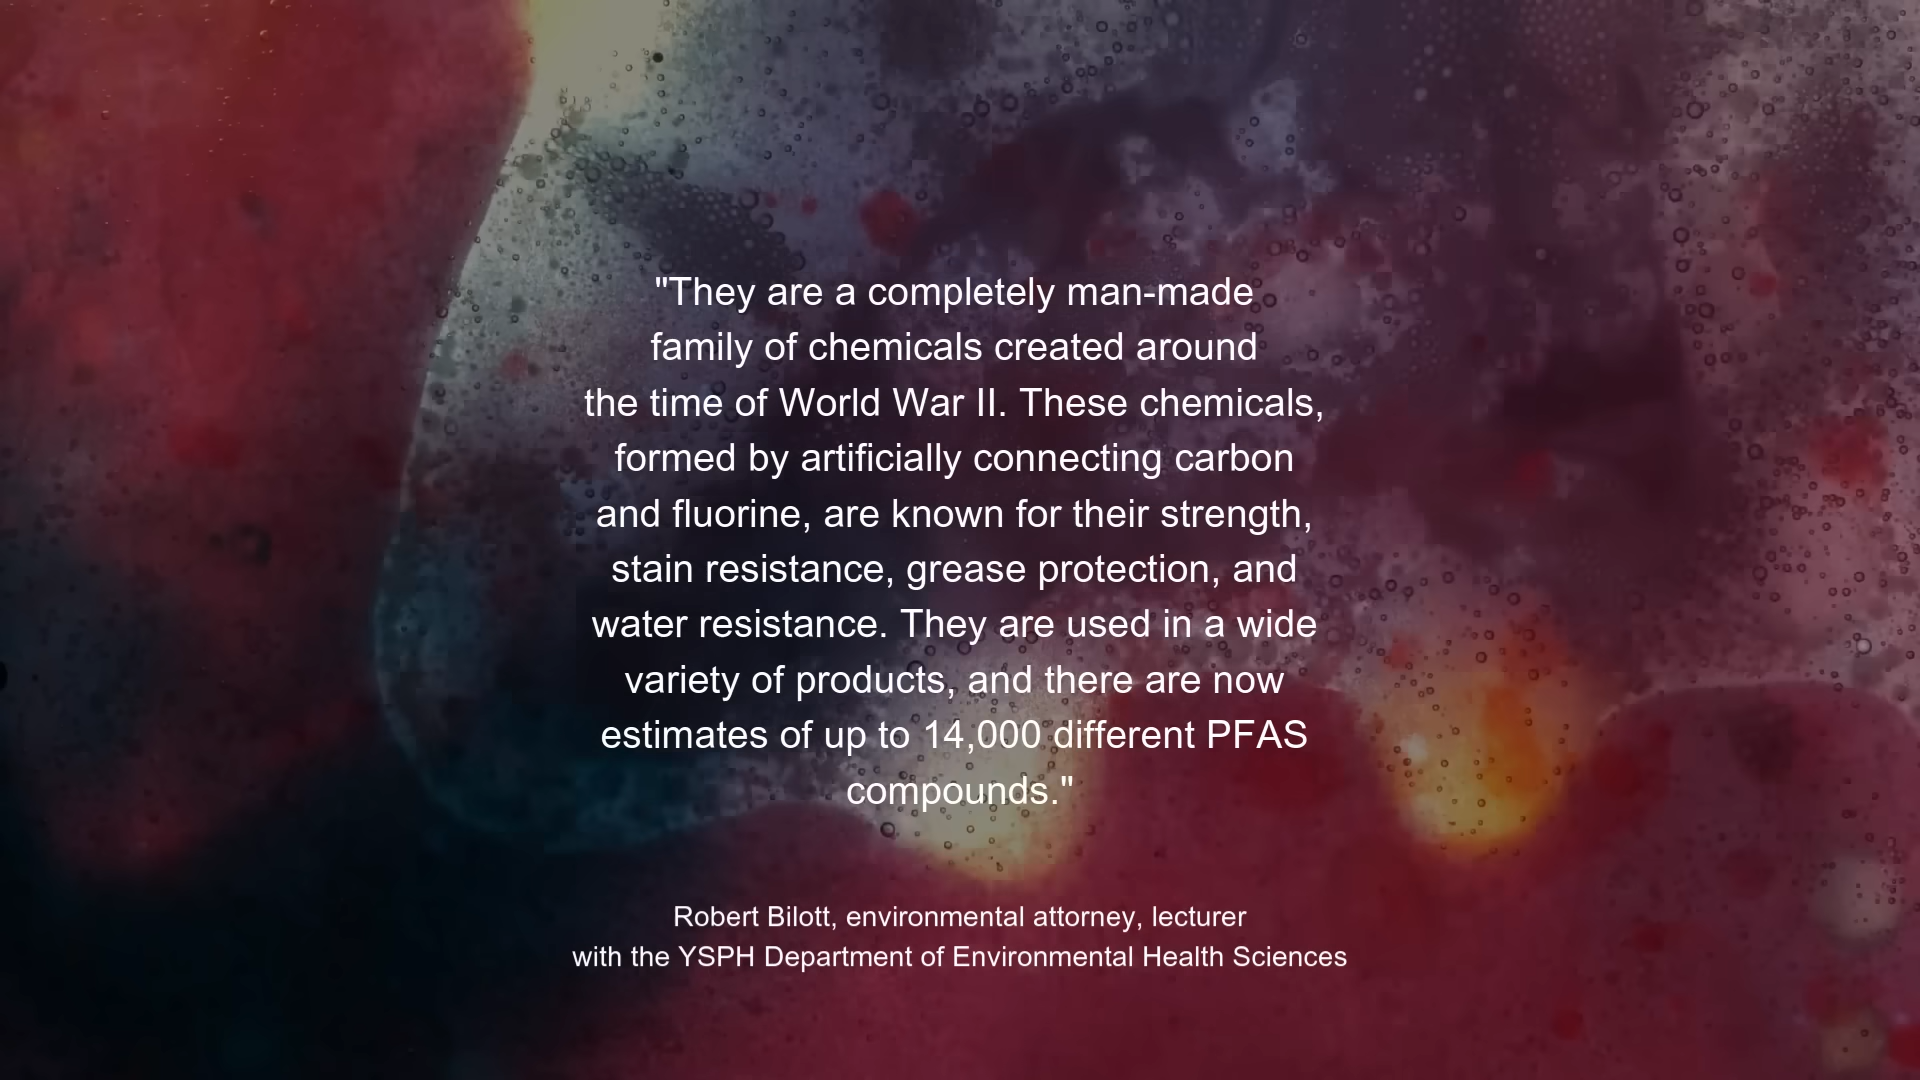 "They are a completely man-made
family of chemicals created around
the time of World War II. These chemicals,
formed by artificially connecting carbon
and fluorine, are known for their strength,
stain resistance, grease protection, and
water resistance. They are used in a wide
variety of products, and there are now
estimates of up to 14,000 different PFAS
compounds."
Robert Bilott, environmental attorney, lecturer
with the YSPH Department of Environmental Health Sciences